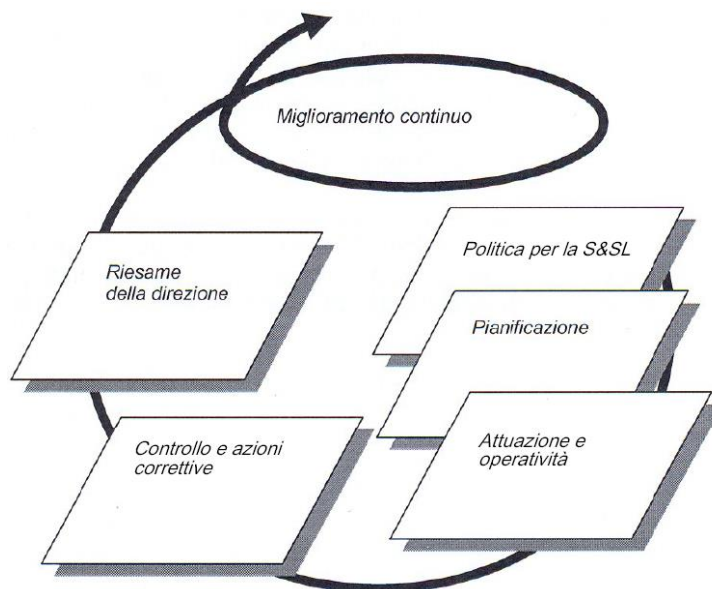 Miglioramento continuo
Politica per la S&SL
Pianificazione
Attuazione e
operatività
Controllo e azioni
correttive
Riesame
della direzione